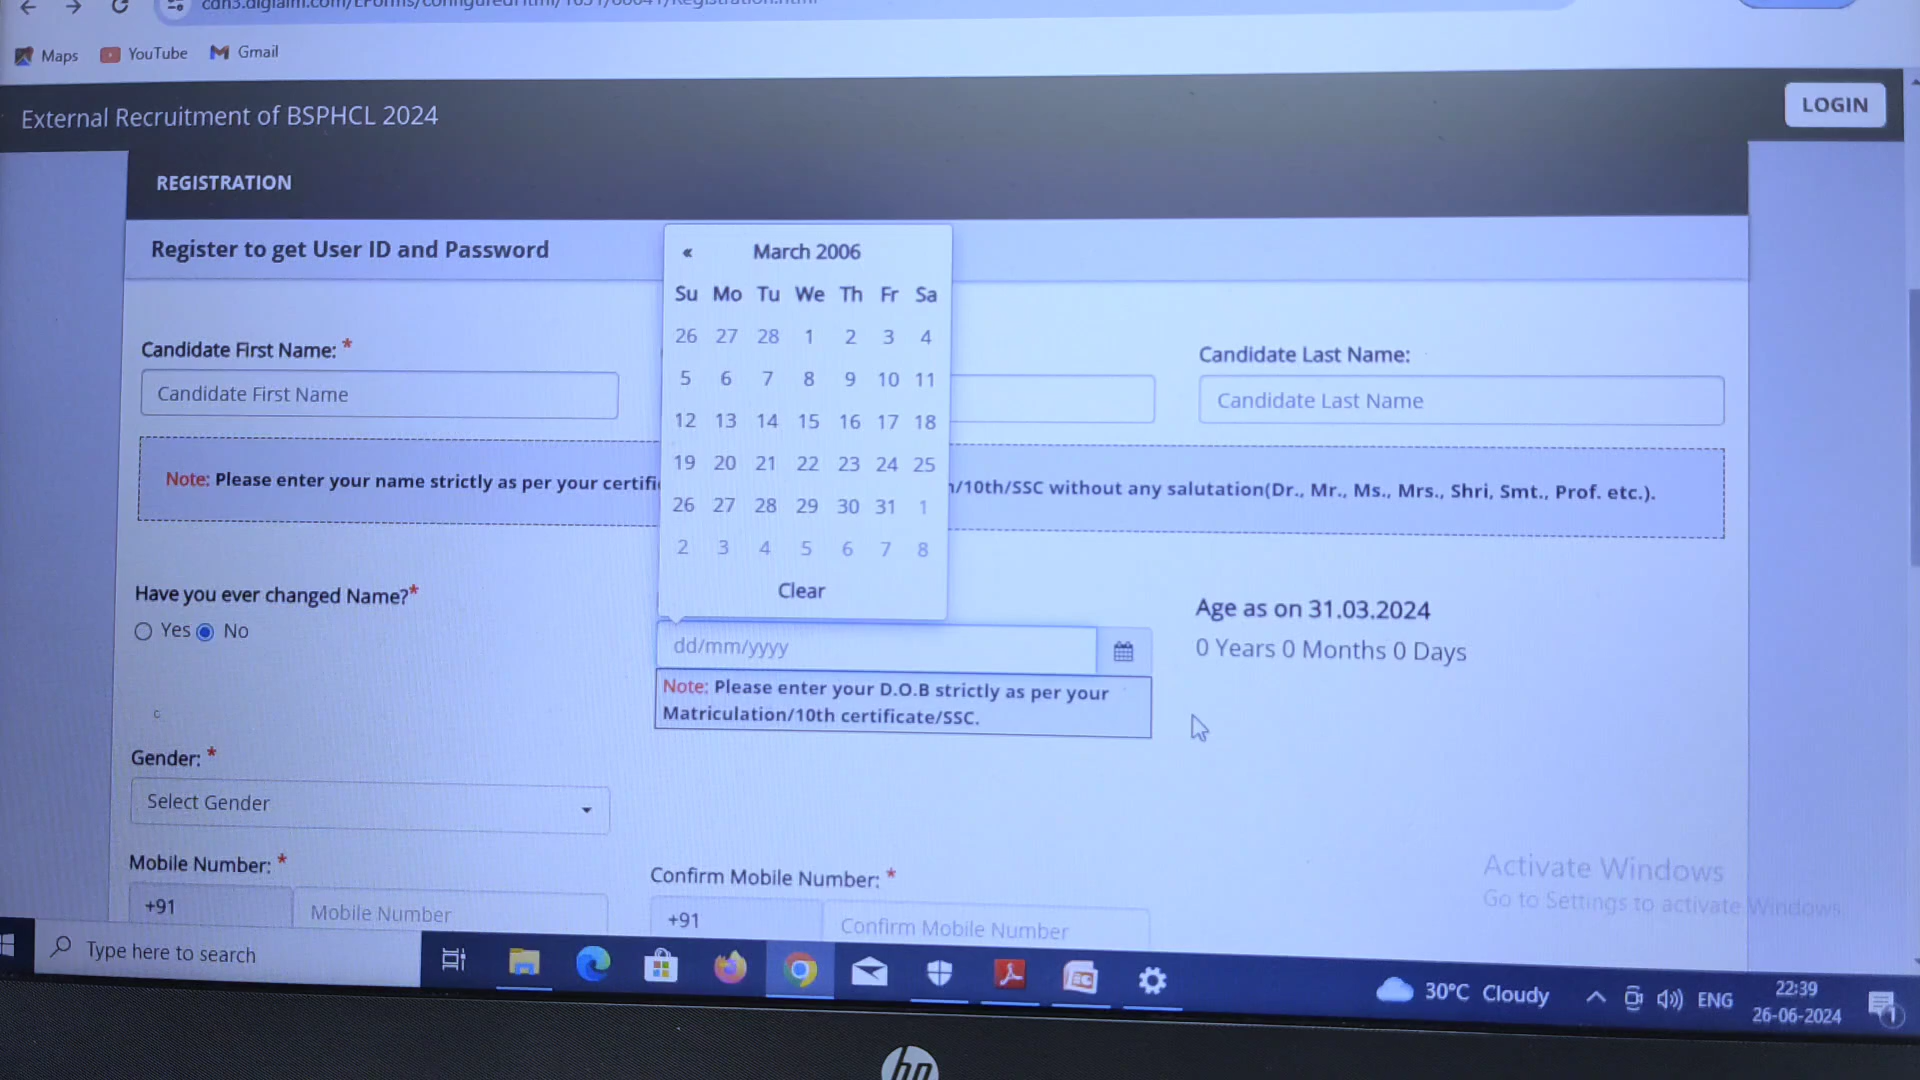 Maps YouTube Gmail
External Recruitment of BSPHCL 2024
LOGIN
REGISTRATION
Register to get User ID and Password
« March 2006
Su Mo Tu We Th Fr Sa
26 27 28 1 2 3 4
5 6 7 8 9 10 11
12 13 14 15 16 17 18
19 20 21 22 23 24 25
26 27 28 29 30 31 1
2 3 4 5 6 7 8
Clear
Candidate First Name: *
Candidate First Name
Candidate Last Name:
Candidate Last Name
Note: Please enter your name strictly as per your certifi
/10th/SSC without any salutation(Dr., Mr., Ms., Mrs., Shri, Smt., Prof. etc.).
Have you ever changed Name?*
Yes No
dd/mm/yyyy
Note: Please enter your D.O.B strictly as per your
Matriculation/10th certificate/SSC.
Age as on 31.03.2024
0 Years 0 Months 0 Days
c
Gender: *
Select Gender
Mobile Number: *
+91 Mobile Number
Confirm Mobile Number: *
+91 Confirm Mobile Number
Activate Windows
Go to Settings to activate Windows.
Type here to search
30°C Cloudy
ENG
22:39
26-06-2024
1
hp